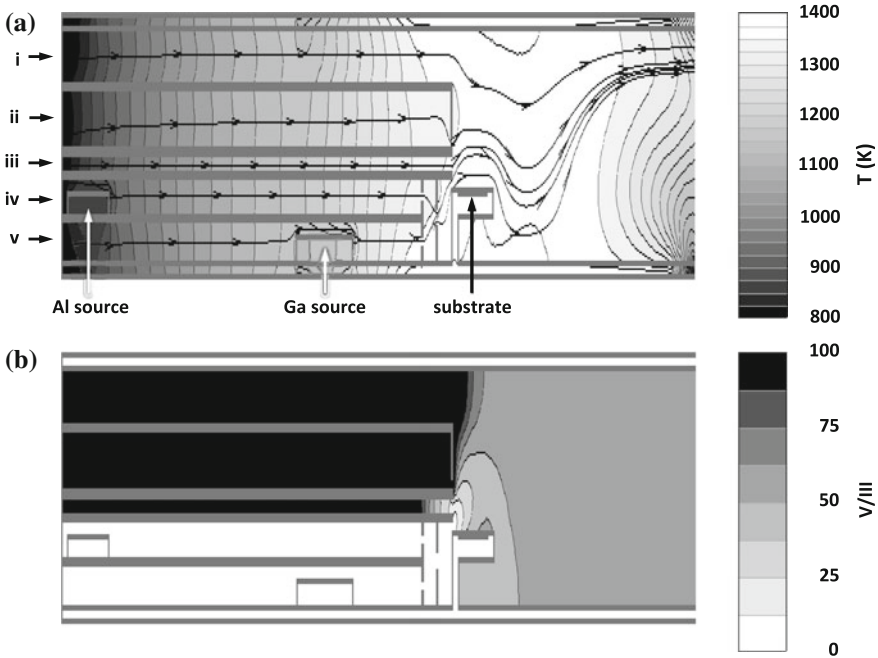 (a)
i
ii
iii
iv
v
Al source
Ga source
substrate
1400
1300
1200
1100
1000
900
800
T (K)
(b)
100
75
50
25
0
V/III